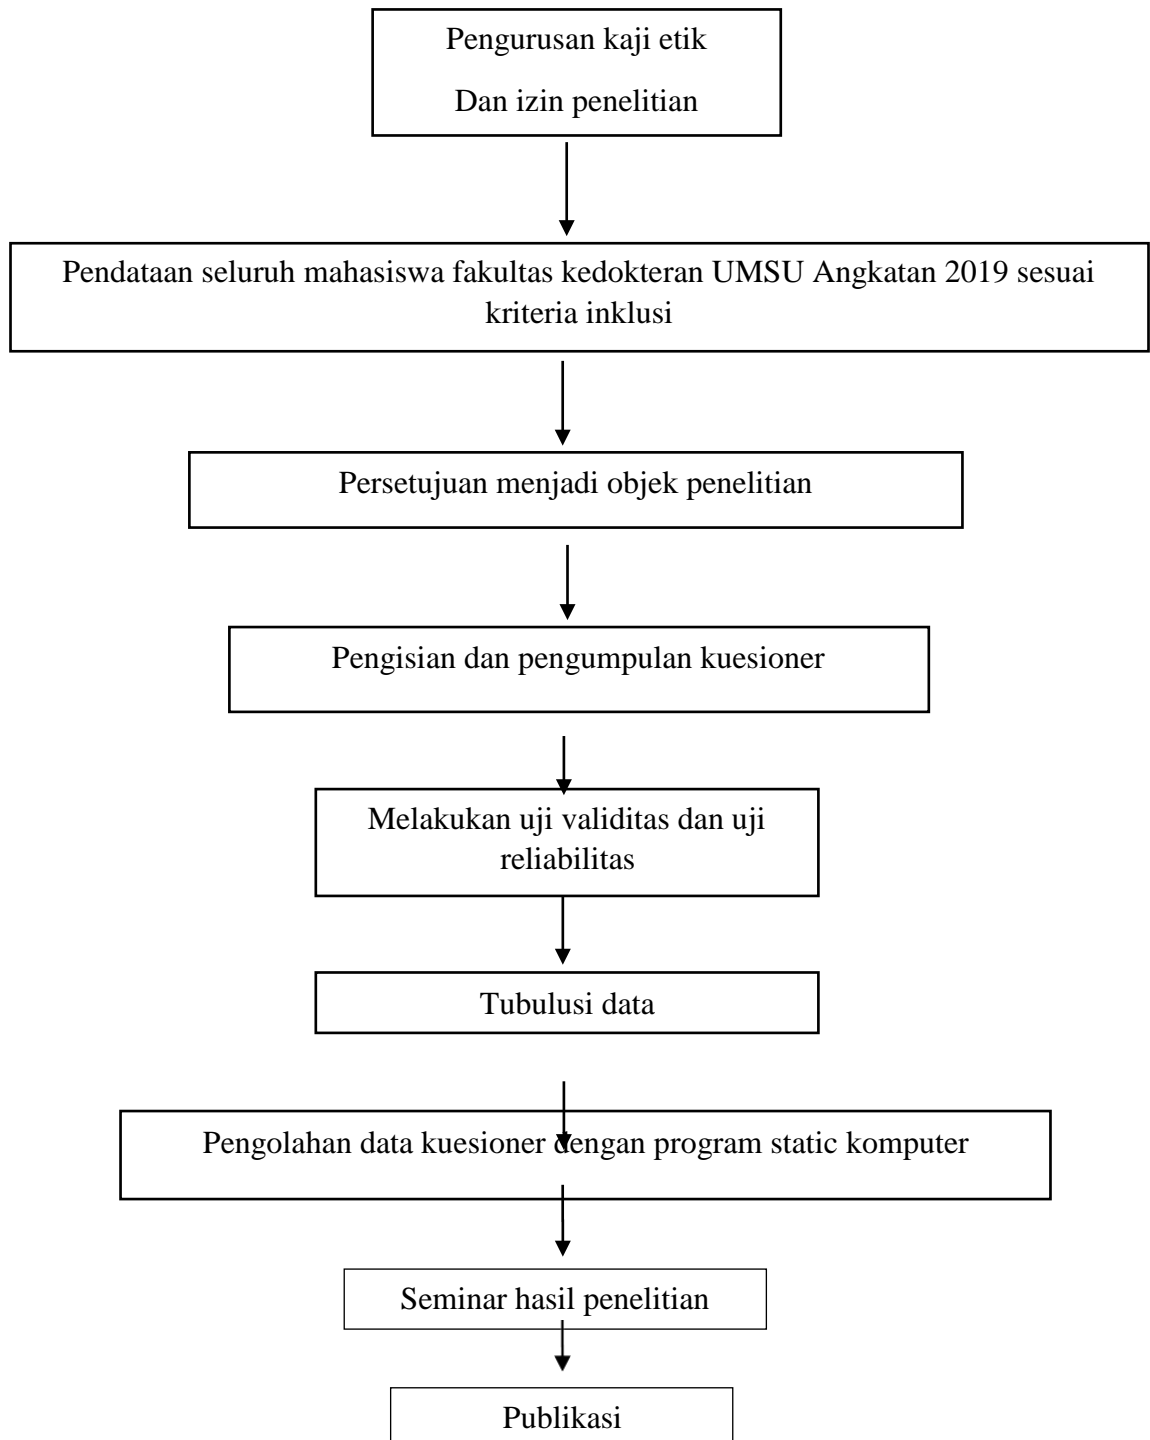 Pengurusan kaji etik
Dan izin penelitian
Pendataan seluruh mahasiswa fakultas kedokteran UMSU Angkatan 2019 sesuai
kriteria inklusi
Persetujuan menjadi objek penelitian
Pengisian dan pengumpulan kuesioner
Melakukan uji validitas dan uji
reliabilitas
Tubulusi data
Pengolahan data kuesioner dengan program static komputer
Seminar hasil penelitian
Publikasi